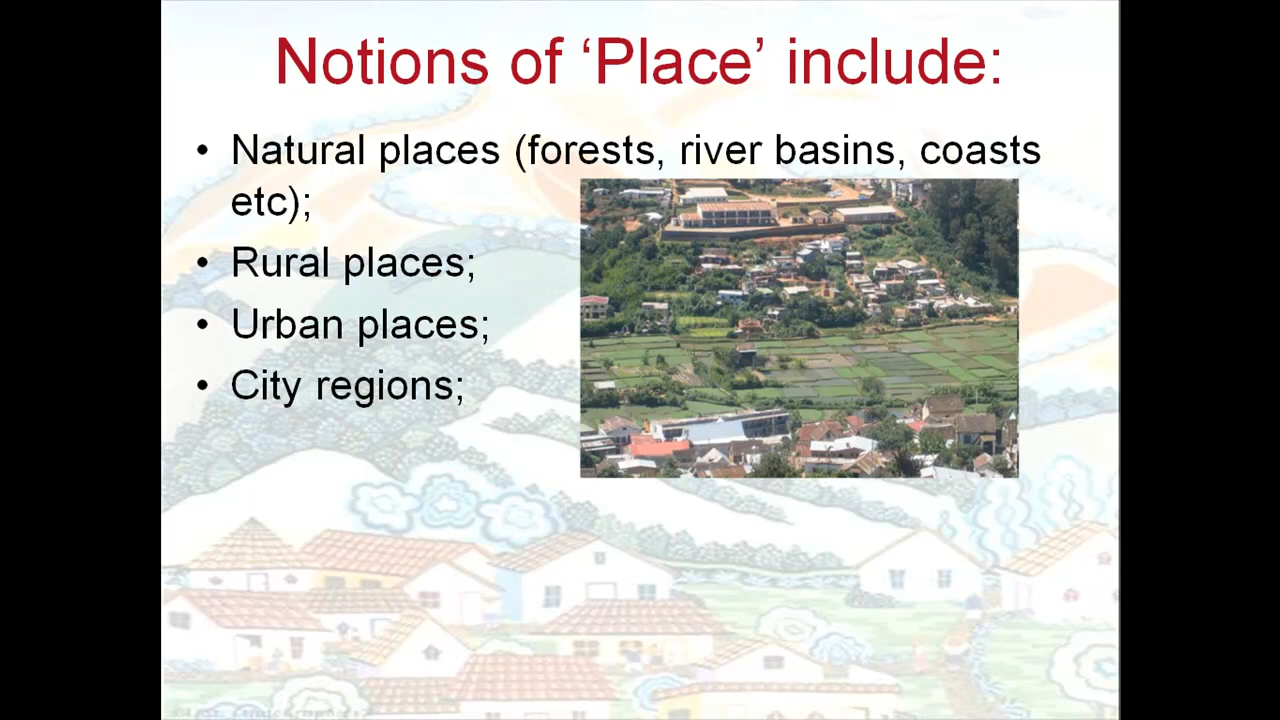 Notions of ‘Place’ include:
• Natural places (forests, river basins, coasts
etc);
• Rural places;
• Urban places;
• City regions;